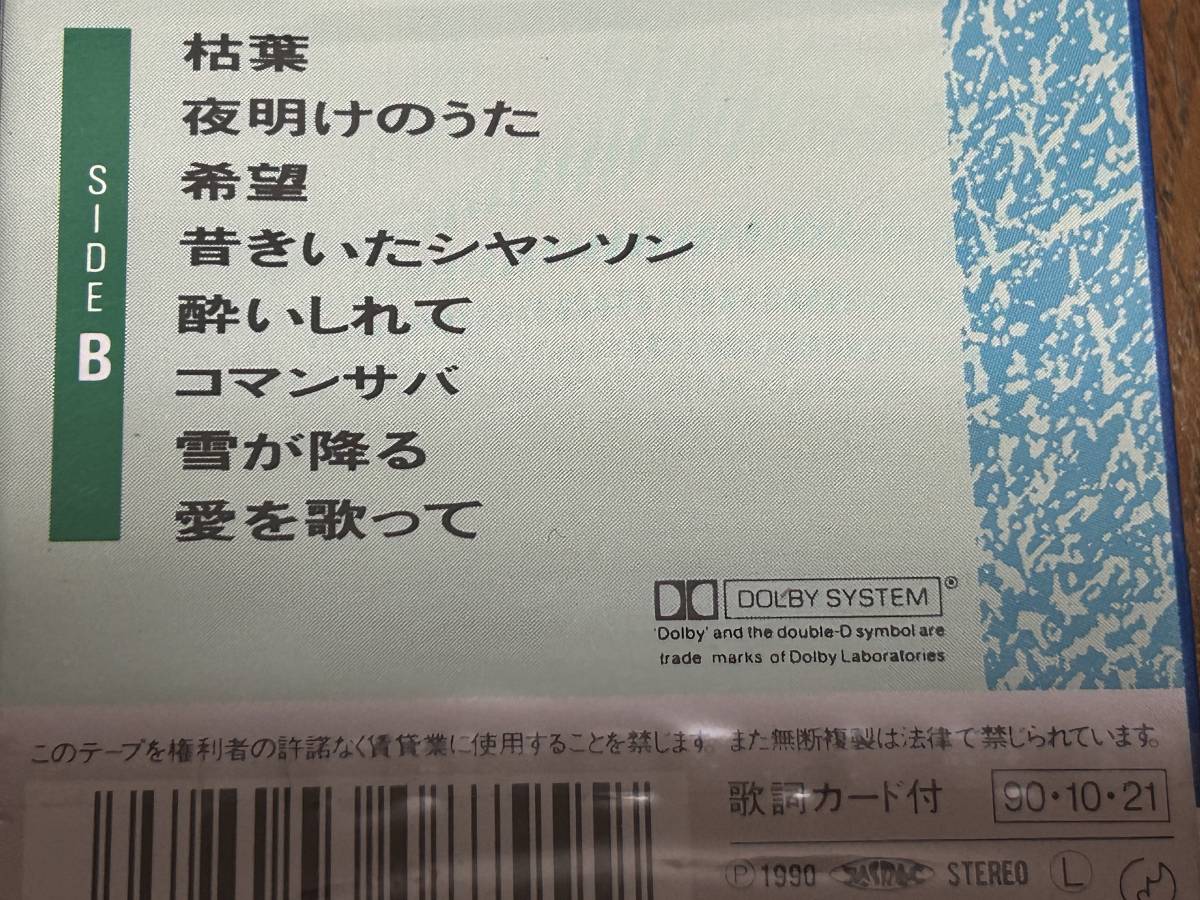 SIDE B
枯葉
夜明けのうた
希望
昔きいたシヤンソン
酔いしれて
コマンサバ
雪が降る
愛を歌って
DOLBY SYSTEM ®
'Dolby' and the double-D symbol are
trade marks of Dolby Laboratories
このテープを権利者の許諾なく賃貸業に使用することを禁じます。また無断複製は法律で禁じられています。
歌詞カード付 90・10・21
Ⓟ1990 JASRAC STEREO Ⓛ